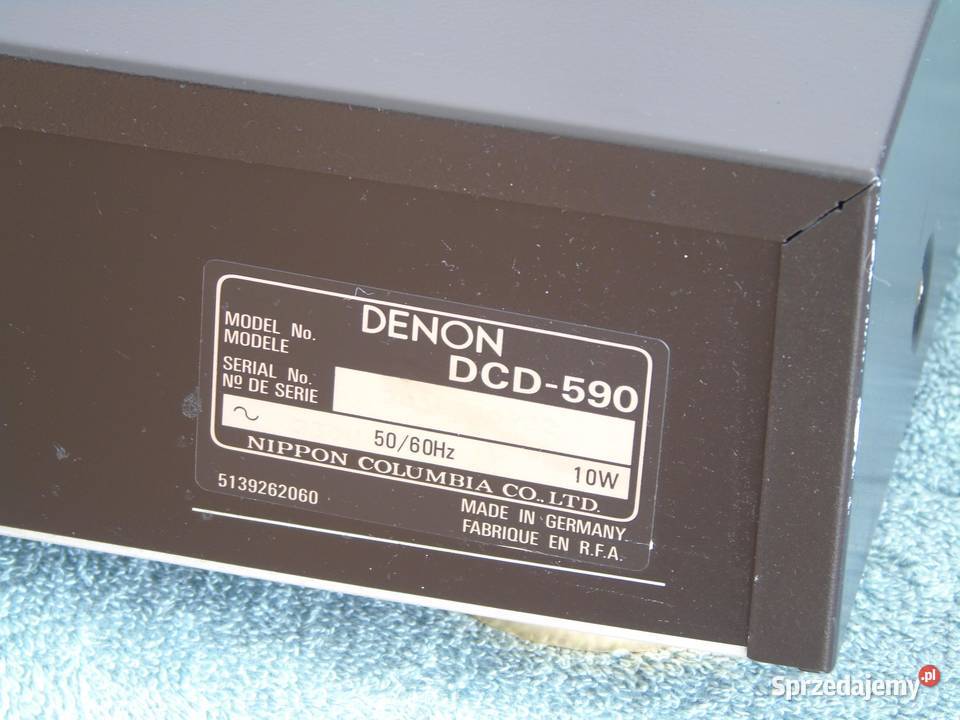 DENON
MODEL No.
MODELE
DCD-590
SERIAL No.
Nº DE SERIE
~ 50/60Hz 10W
NIPPON COLUMBIA CO., LTD.
5139262060
MADE IN GERMANY
FABRIQUE EN R.F.A.
Sprzedajemy.pl